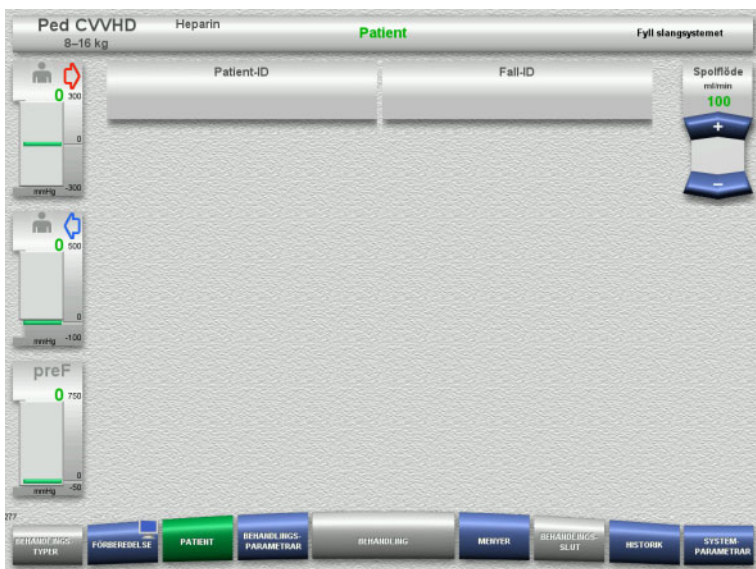 Ped CVVHD Heparin Patient Fyll slangsystemet
8–16 kg
Patient-ID
Fall-ID
Spolflöde
ml/min
100
+
−
0 300
0
mmHg -300
0 500
0
mmHg -100
preF
0 750
0
mmHg -50
277
BEHANDLINGS-
TYPER
FÖRBEREDELSE
PATIENT
BEHANDLINGS-
PARAMETRAR
BEHANDLING
MENYER
BEHANDLINGS-
SLUT
HISTORIK
SYSTEM-
PARAMETRAR